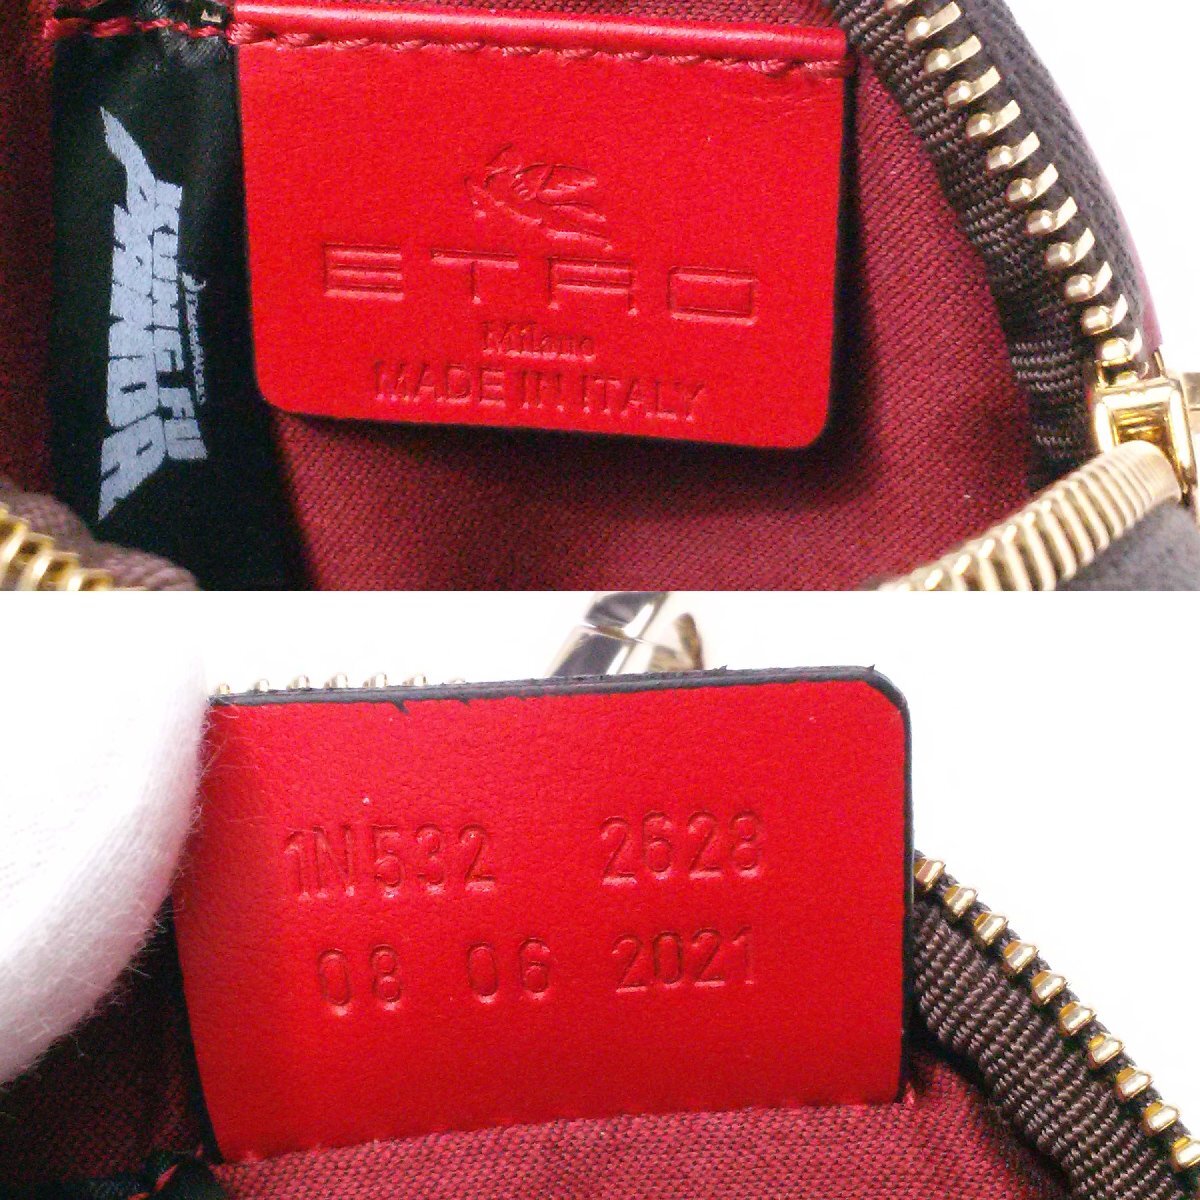 KUNG FU
PANDA
ETRO
Milano
MADE IN ITALY
1N532 2628
08 06 2021